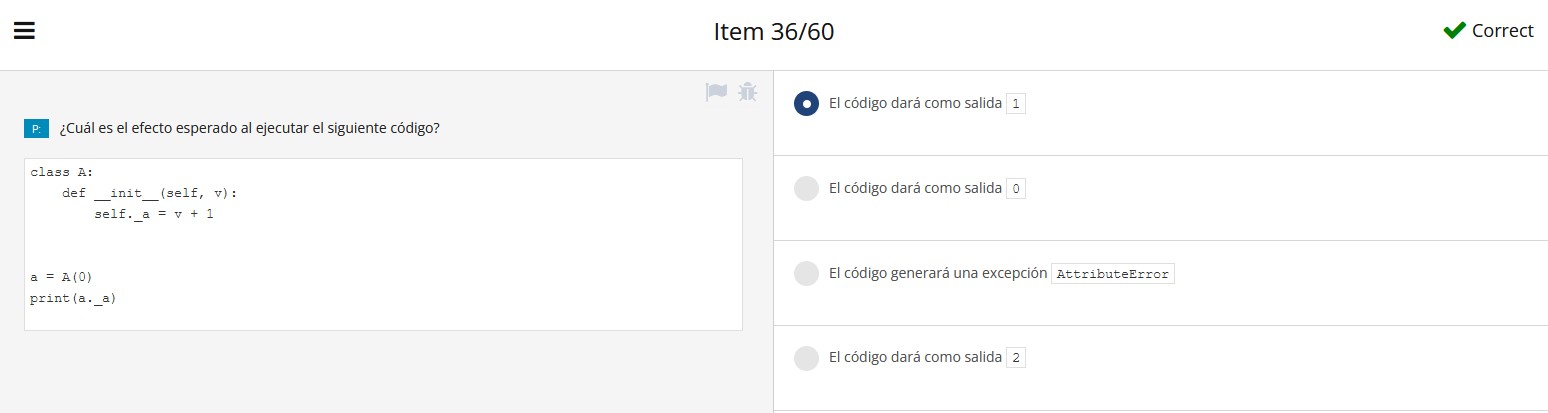 Item 36/60
Correct
P: ¿Cuál es el efecto esperado al ejecutar el siguiente código?
class A:
    def __init__(self, v):
        self._a = v + 1
a = A(0)
print(a._a)
El código dará como salida 1
El código dará como salida 0
El código generará una excepción AttributeError
El código dará como salida 2